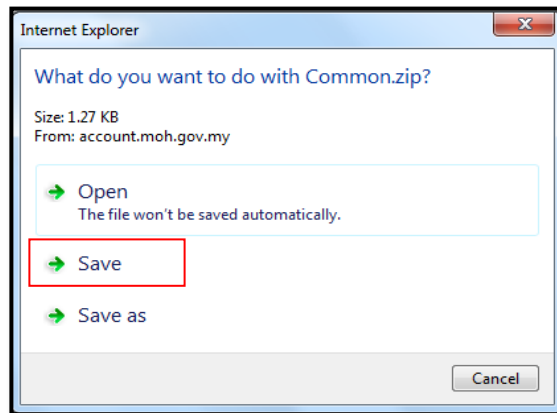 Internet Explorer
What do you want to do with Common.zip?
Size: 1.27 KB
From: account.moh.gov.my
Open
The file won't be saved automatically.
Save
Save as
Cancel